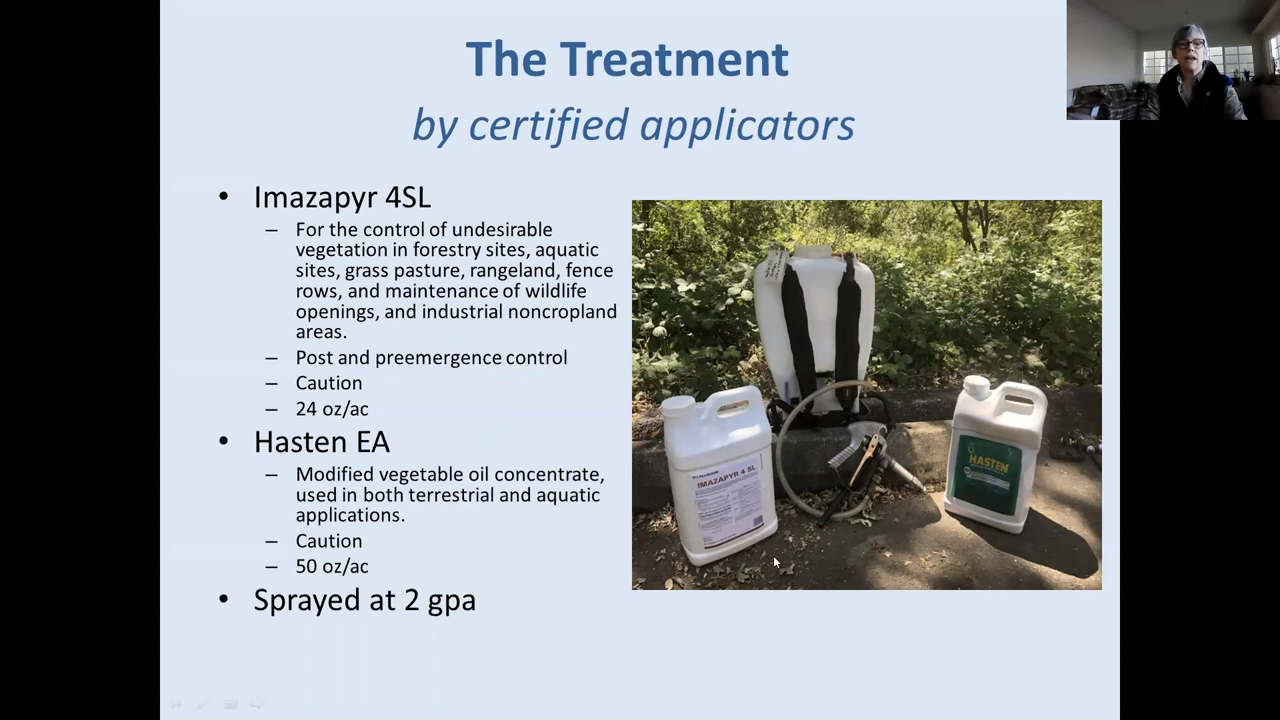 The Treatment
by certified applicators
• Imazapyr 4SL
– For the control of undesirable
vegetation in forestry sites, aquatic
sites, grass pasture, rangeland, fence
rows, and maintenance of wildlife
openings, and industrial noncropland
areas.
– Post and preemergence control
– Caution
– 24 oz/ac
• Hasten EA
– Modified vegetable oil concentrate,
used in both terrestrial and aquatic
applications.
– Caution
– 50 oz/ac
• Sprayed at 2 gpa
IMAZAPYR 4 SL
HASTEN